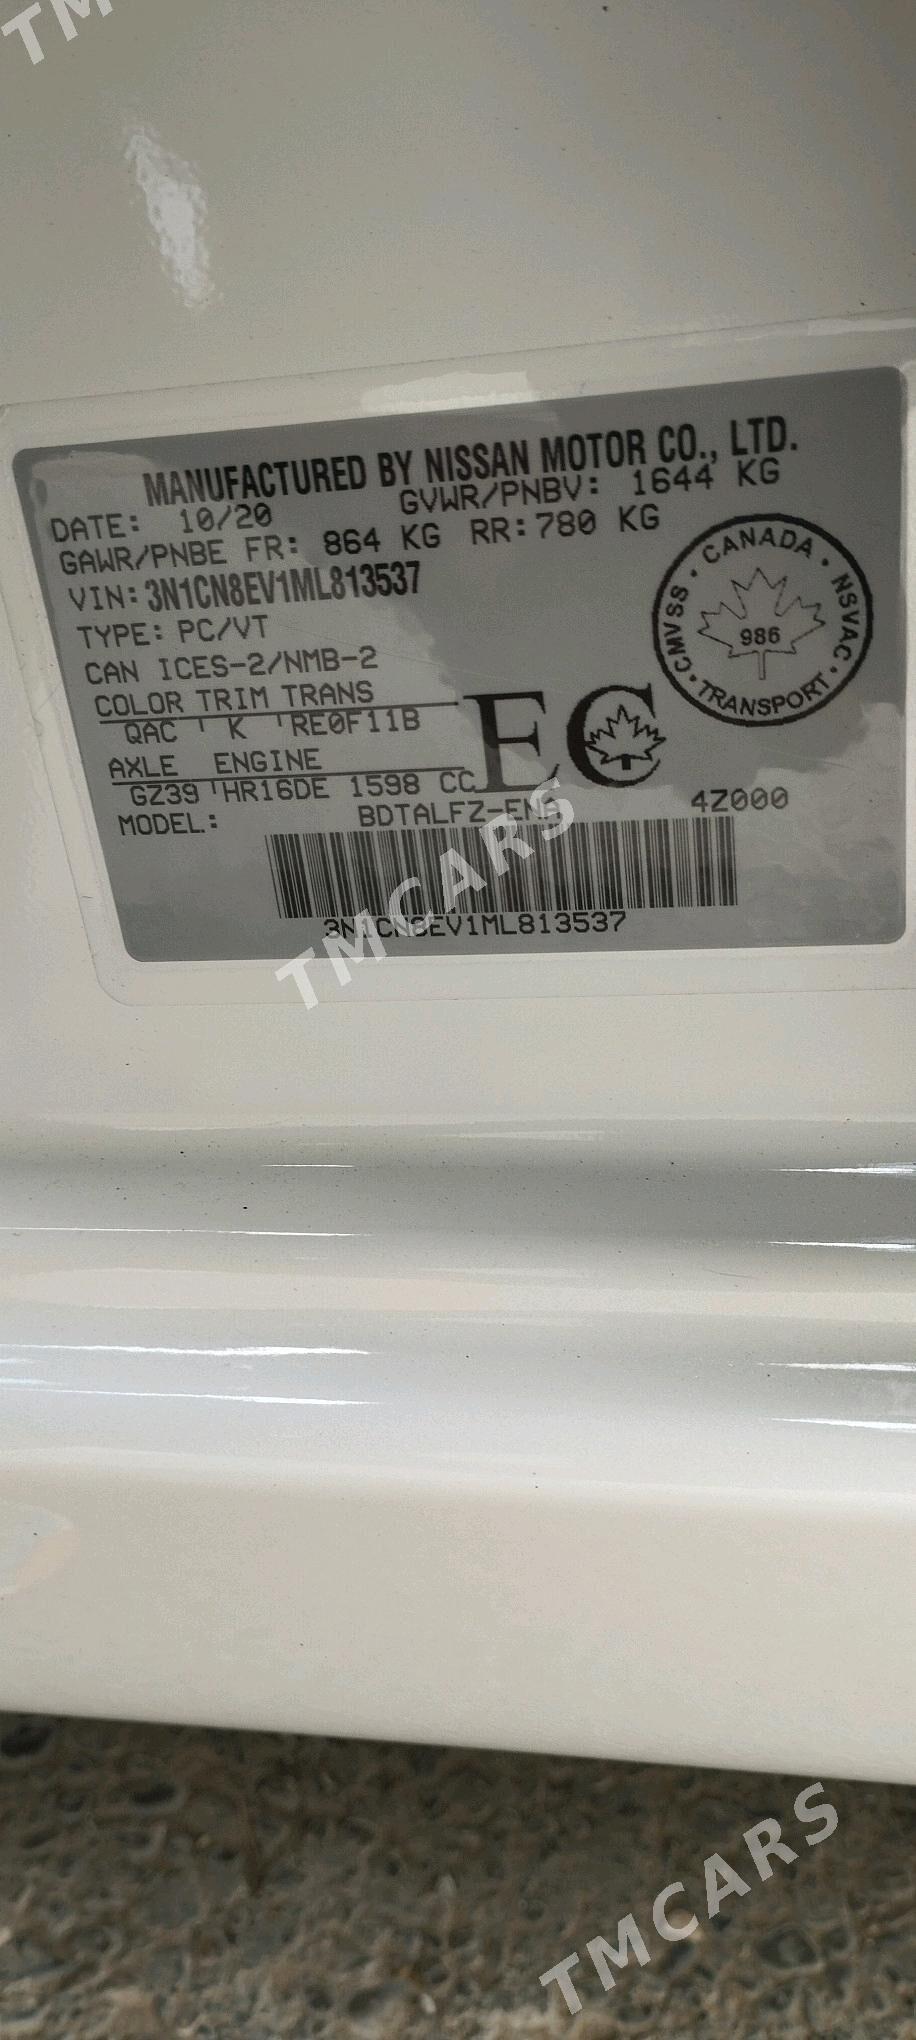 TM
MANUFACTURED BY NISSAN MOTOR CO., LTD.
DATE: 10/20 GVWR/PNBV: 1644 KG
GAWR/PNBE FR: 864 KG RR: 780 KG
VIN: 3N1CN8EV1ML813537
TYPE: PC/VT
CAN ICES-2/NMB-2
COLOR TRIM TRANS
QAC K RE0F11B
AXLE ENGINE
GZ39 HR16DE 1598 CC
MODEL: BDTALFZ-ENA 4Z000
EC
CMVSS · CANADA · NSVAC · TRANSPORT ·
986
3N1CN8EV1ML813537
TMCARS
TMCARS